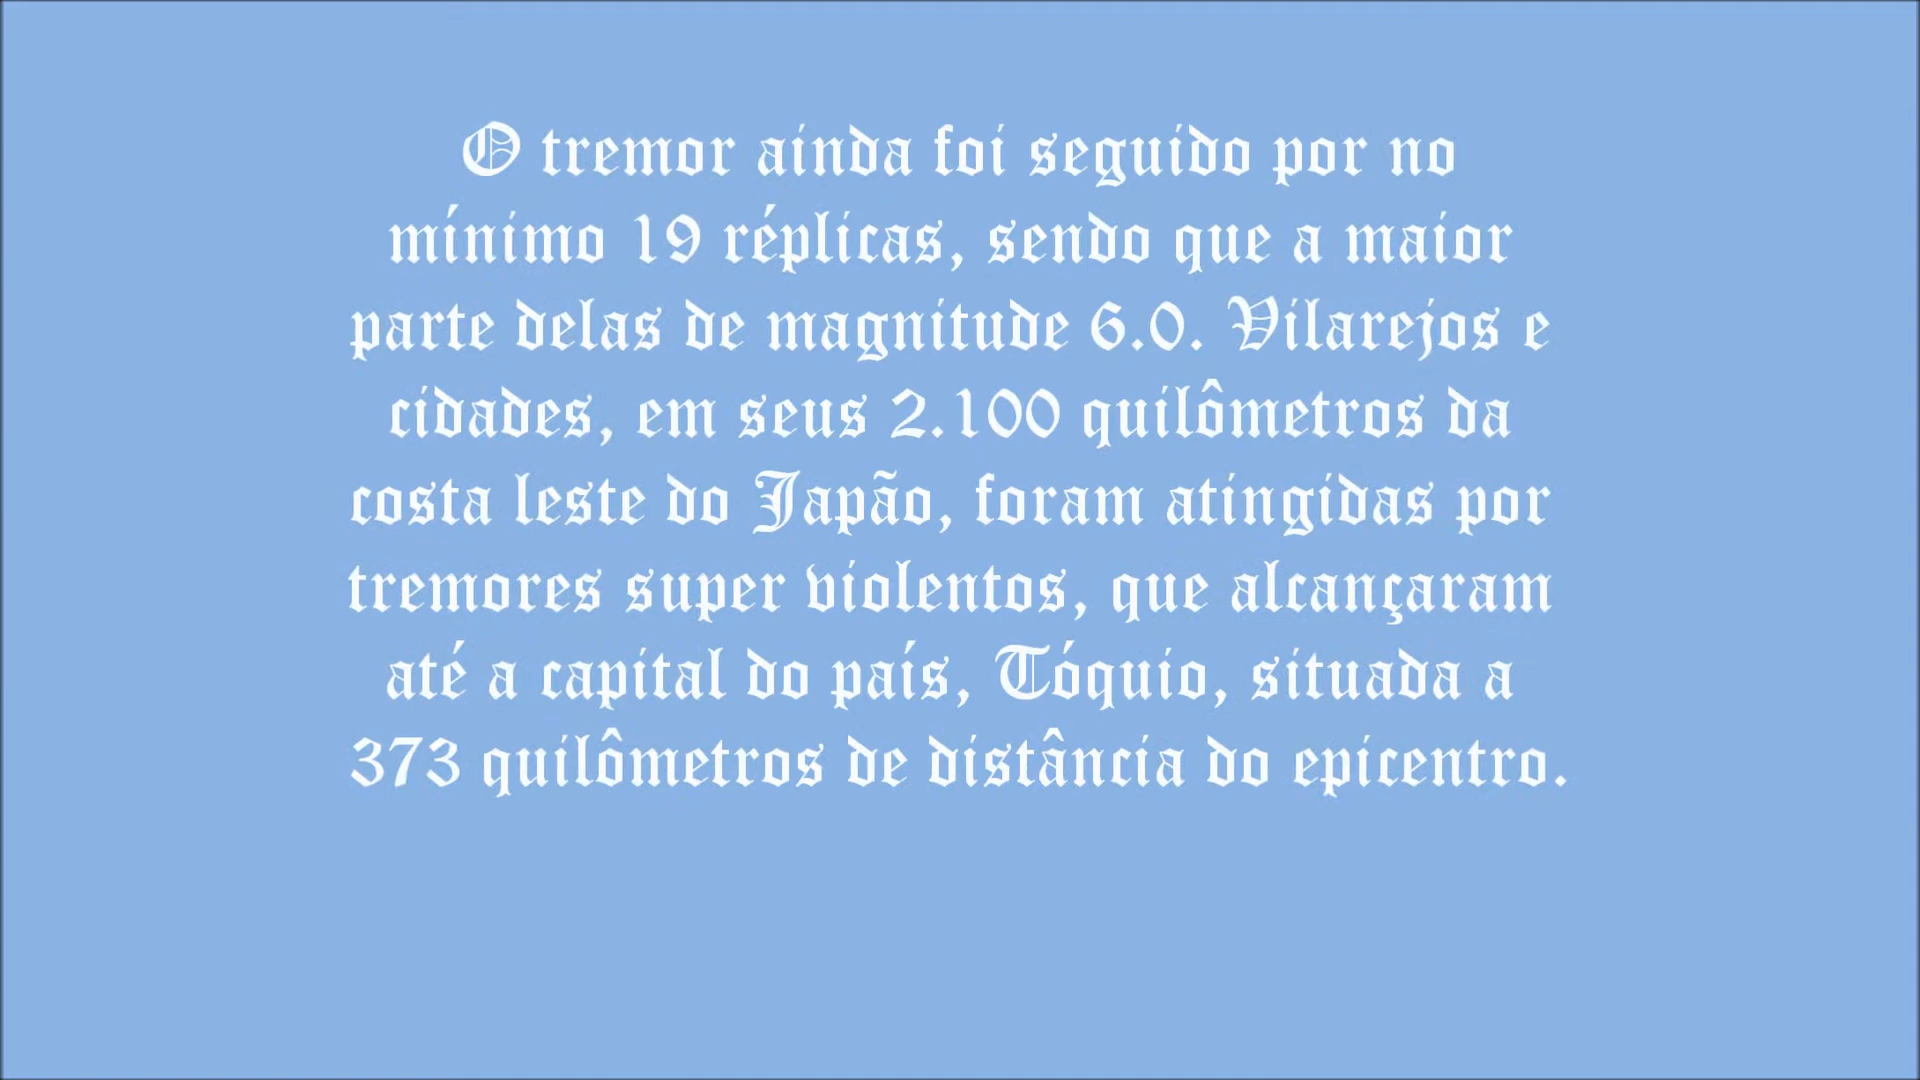 O tremor ainda foi seguido por no
mínimo 19 réplicas, sendo que a maior
parte delas de magnitude 6.0. Vilarejos e
cidades, em seus 2.100 quilômetros da
costa leste do Japão, foram atingidas por
tremores super violentos, que alcançaram
até a capital do país, Tóquio, situada a
373 quilômetros de distância do epicentro.